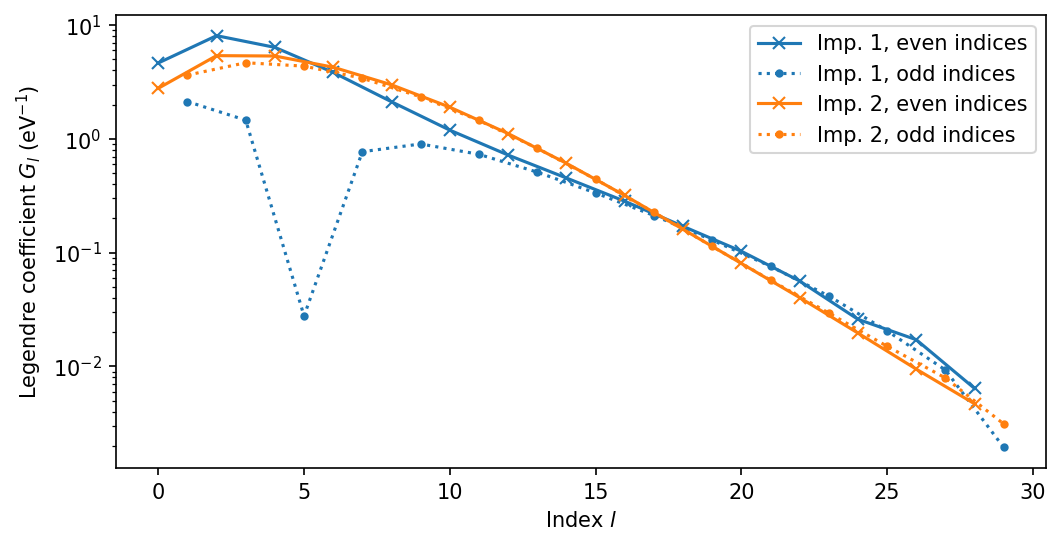 10¹
10⁰
10⁻¹
10⁻²
Legendre coefficient G_l (eV⁻¹)
Imp. 1, even indices
Imp. 1, odd indices
Imp. 2, even indices
Imp. 2, odd indices
0 5 10 15 20 25 30
Index l